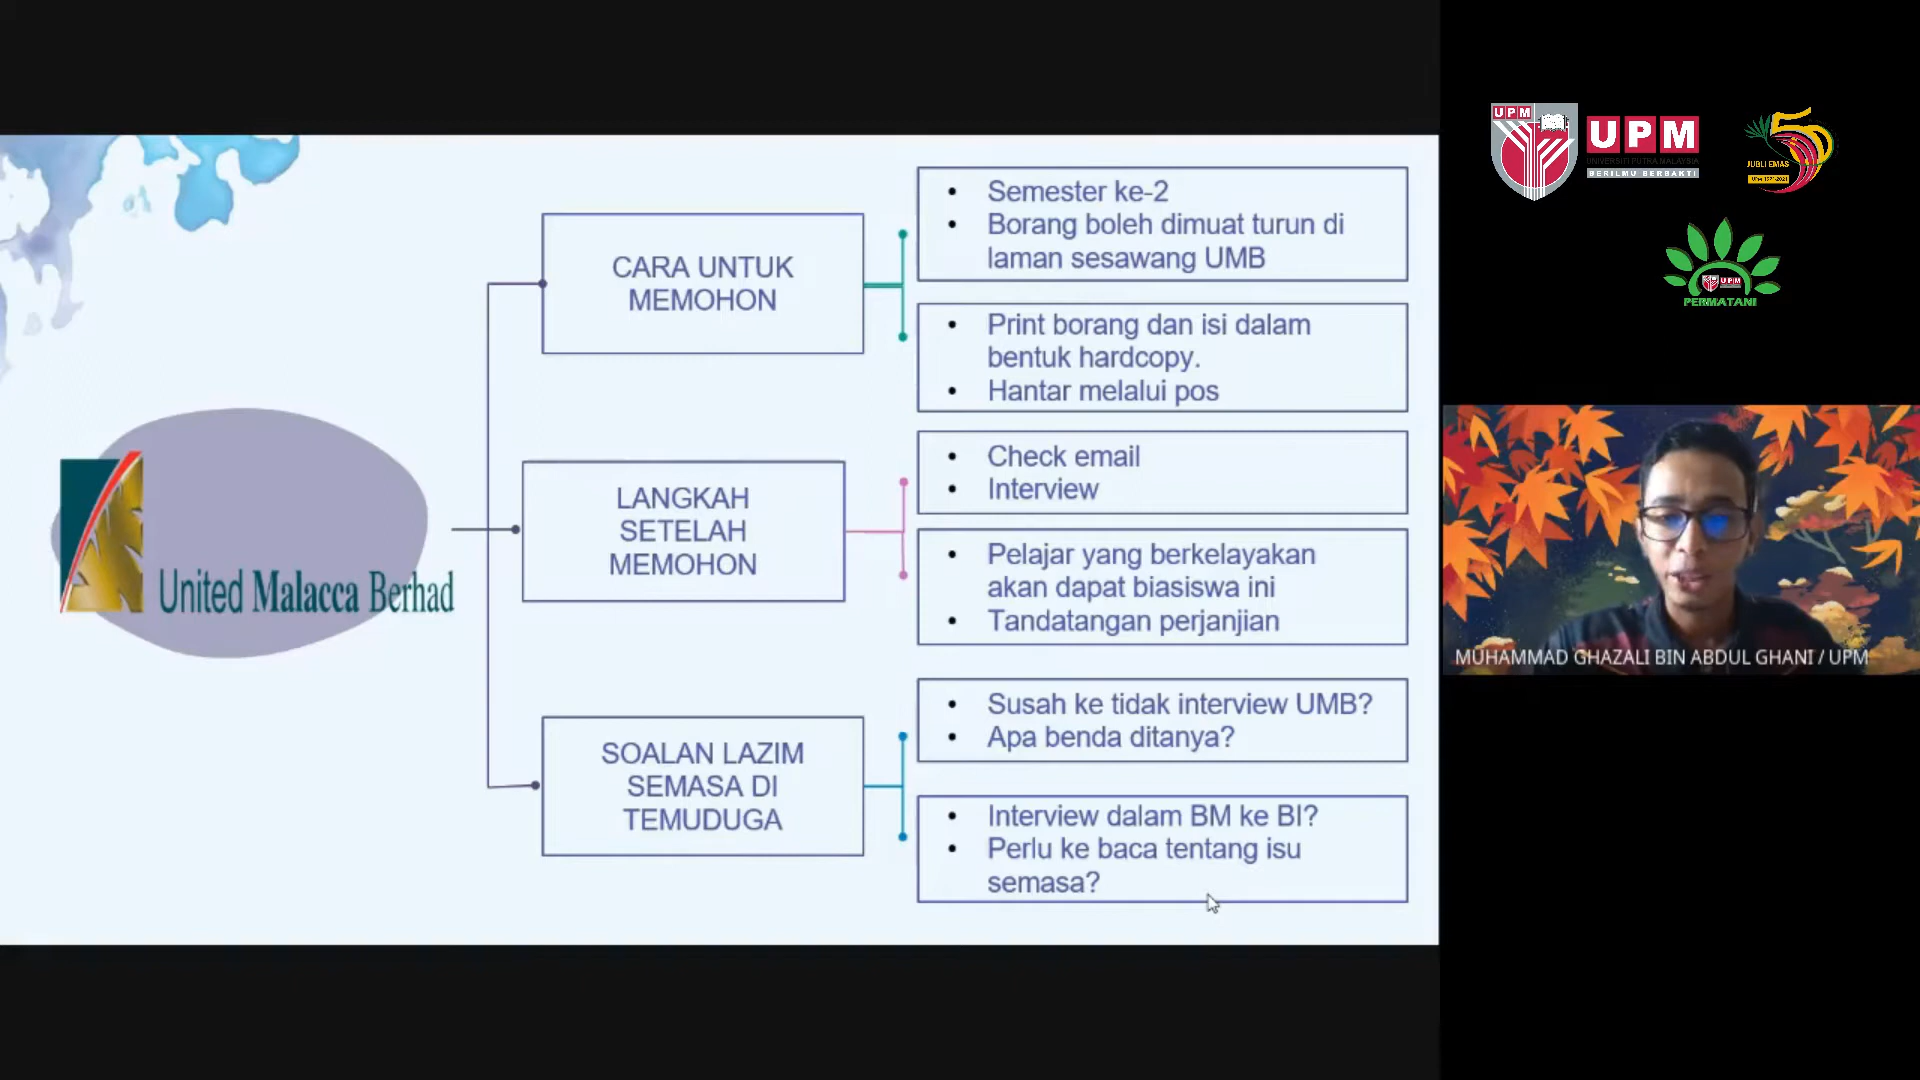 United Malacca Berhad
CARA UNTUK
MEMOHON
• Semester ke-2
• Borang boleh dimuat turun di
laman sesawang UMB
• Print borang dan isi dalam
bentuk hardcopy.
• Hantar melalui pos
LANGKAH
SETELAH
MEMOHON
• Check email
• Interview
• Pelajar yang berkelayakan
akan dapat biasiswa ini
• Tandatangan perjanjian
SOALAN LAZIM
SEMASA DI
TEMUDUGA
• Susah ke tidak interview UMB?
• Apa benda ditanya?
• Interview dalam BM ke BI?
• Perlu ke baca tentang isu
semasa?
UPM
UPM
UNIVERSITI PUTRA MALAYSIA
BERILMU BERBAKTI
JUBLI EMAS
UPM
PERMATANI
MUHAMMAD GHAZALI BIN ABDUL GHANI / UPM